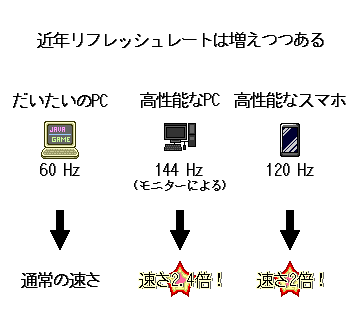 近年リフレッシュレートは増えつつある
だいたいのPC
高性能なPC
高性能なスマホ
JAVA
GAME
60 Hz
144 Hz
120 Hz
(モニターによる)
通常の速さ
速さ2.4倍!
速さ2倍!